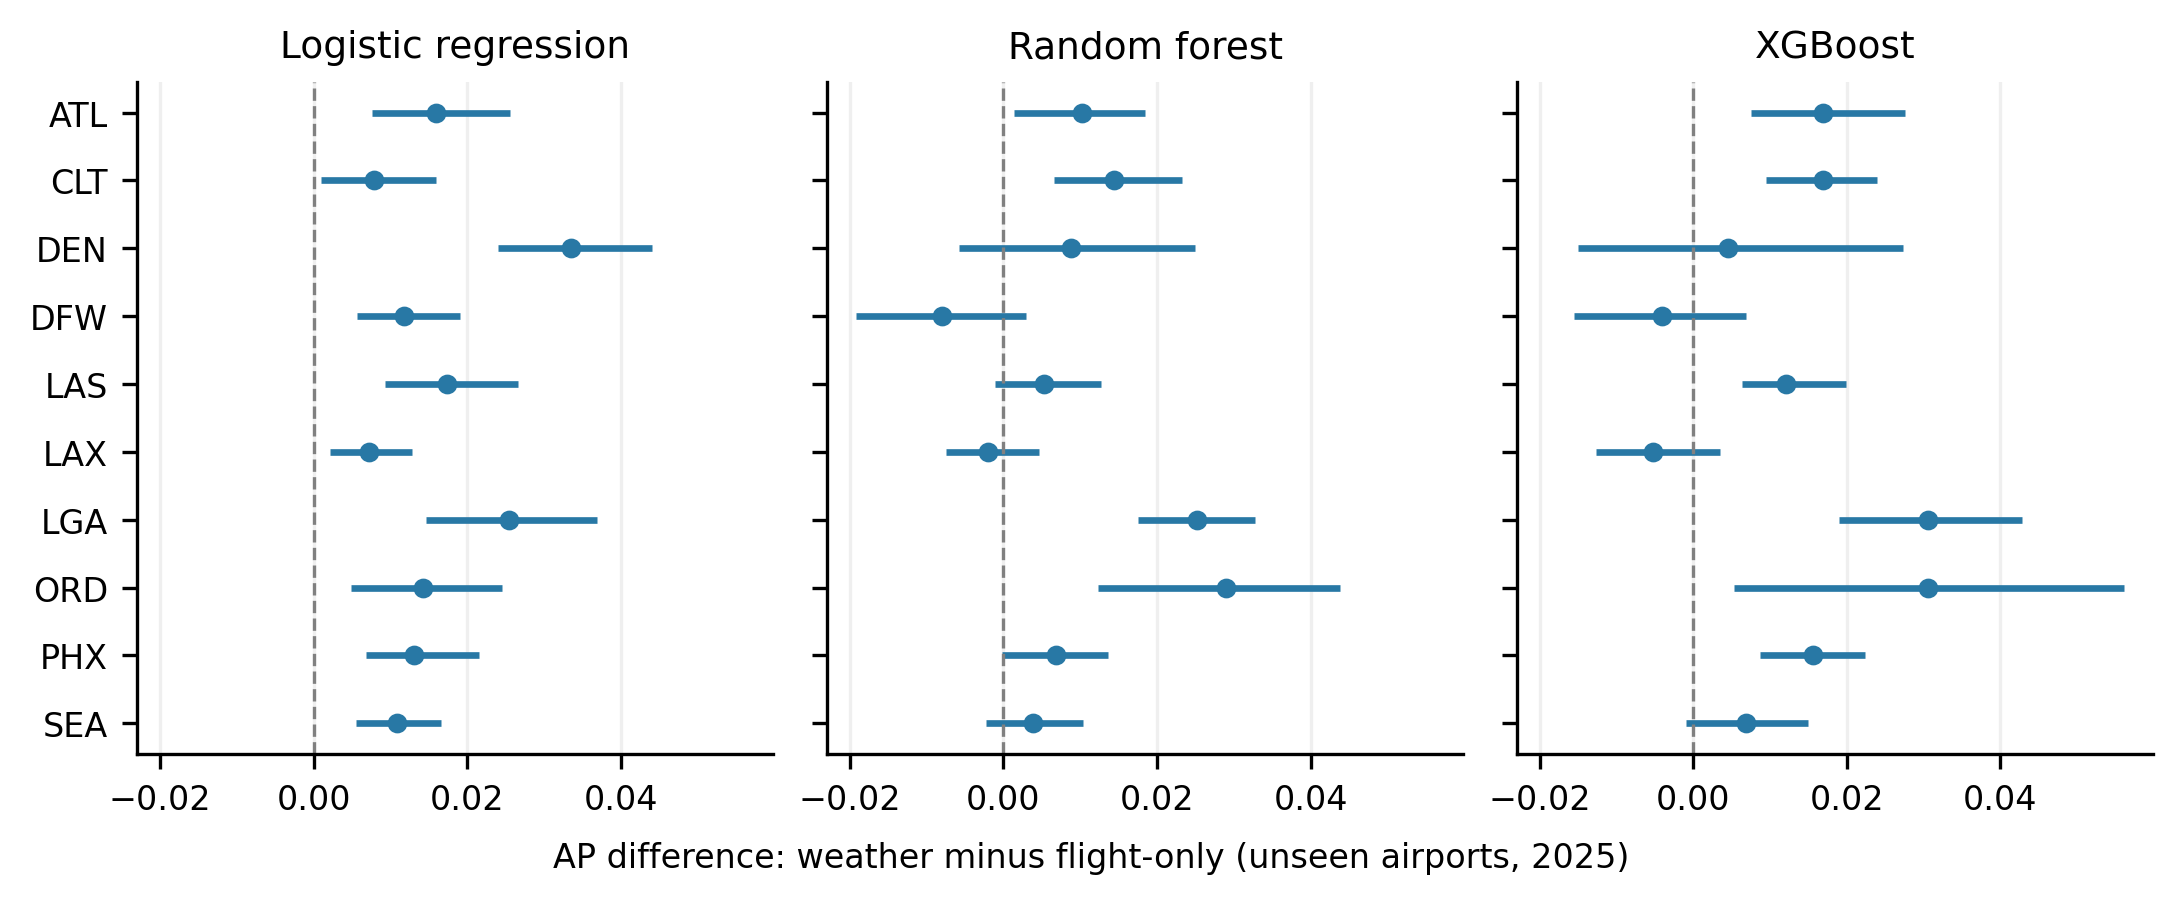 Logistic regression
Random forest
XGBoost
ATL
CLT
DEN
DFW
LAS
LAX
LGA
ORD
PHX
SEA
−0.02 0.00 0.02 0.04
−0.02 0.00 0.02 0.04
−0.02 0.00 0.02 0.04
AP difference: weather minus flight-only (unseen airports, 2025)